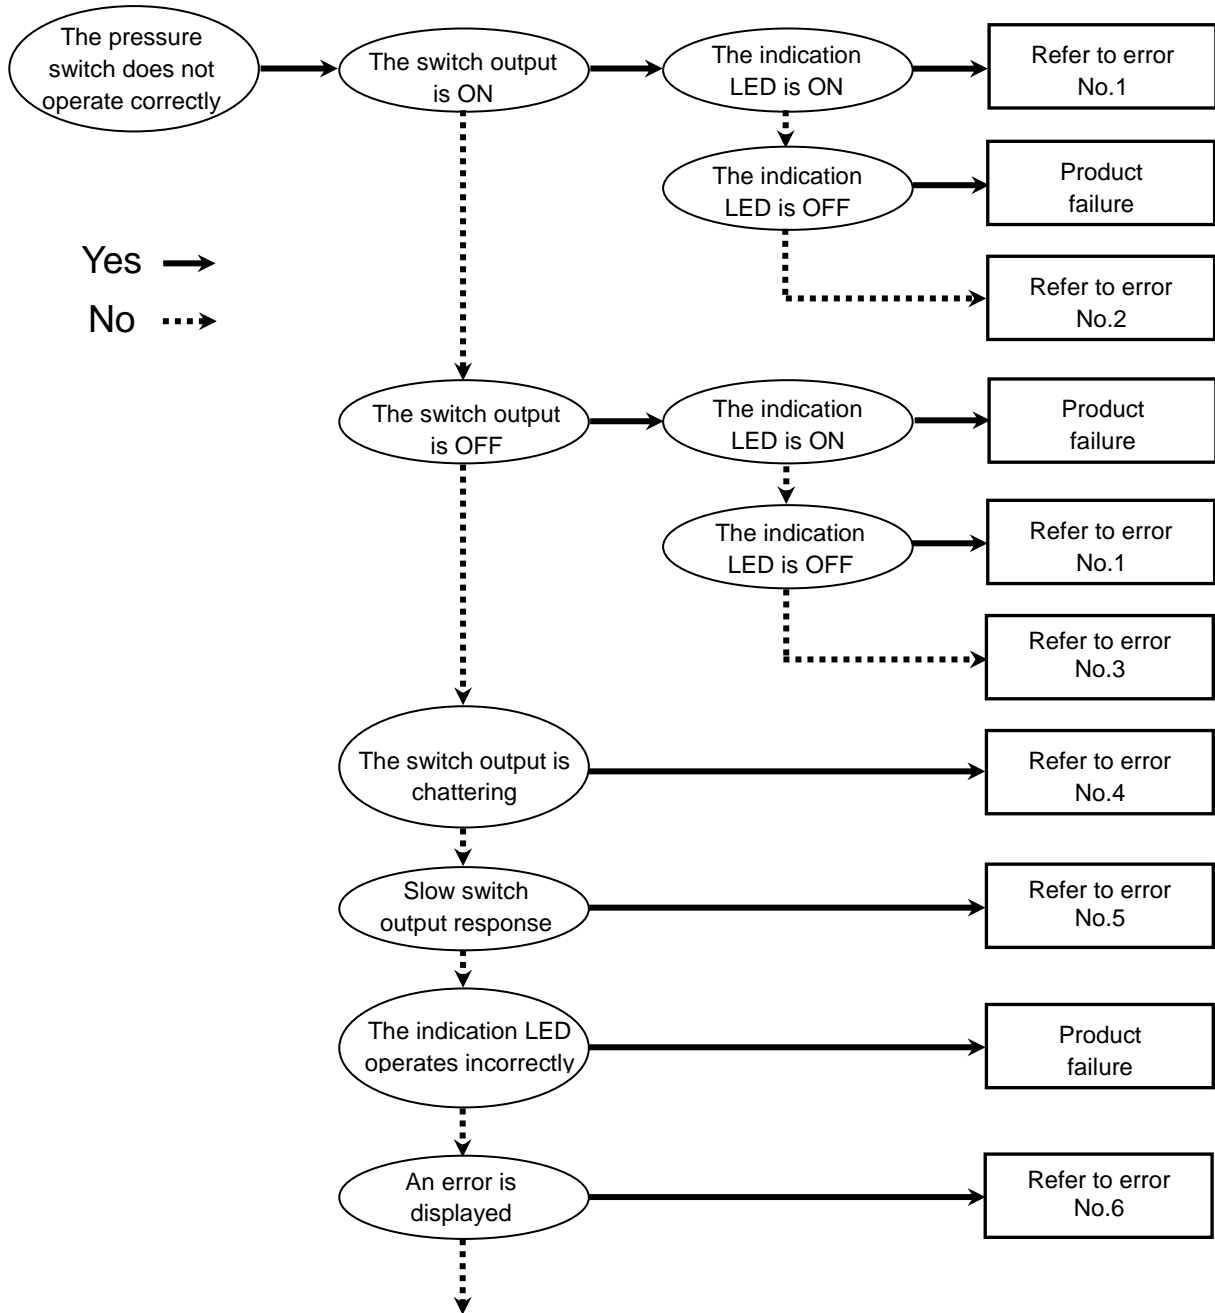 The pressure
switch does not
operate correctly
The switch output
is ON
The indication
LED is ON
Refer to error
No.1
The indication
LED is OFF
Product
failure
Yes
No
Refer to error
No.2
The switch output
is OFF
The indication
LED is ON
Product
failure
The indication
LED is OFF
Refer to error
No.1
Refer to error
No.3
The switch output is
chattering
Refer to error
No.4
Slow switch
output response
Refer to error
No.5
The indication LED
operates incorrectly
Product
failure
An error is
displayed
Refer to error
No.6